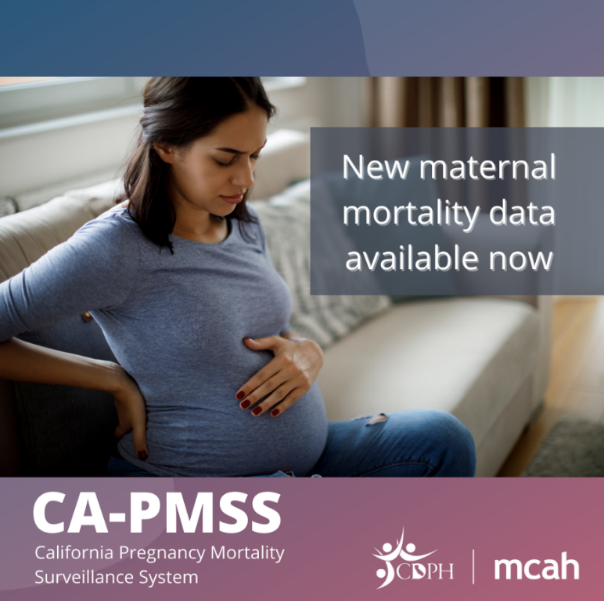 New maternal
mortality data
available now
CA-PMSS
California Pregnancy Mortality
Surveillance System
CDPH
mcah